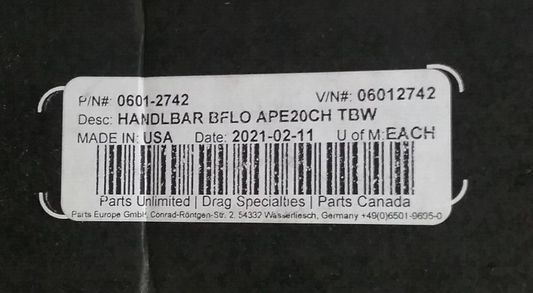 P/N#: 0601-2742 V/N#: 06012742
Desc: HANDLBAR BFLO APE20CH TBW
MADE IN: USA Date: 2021-02-11 U of M: EACH
Parts Unlimited | Drag Specialties | Parts Canada
Parts Europe GmbH, Conrad-Röntgen-Str. 2, 54332 Wasserliesch, Germany +49(0)6501-9695-0